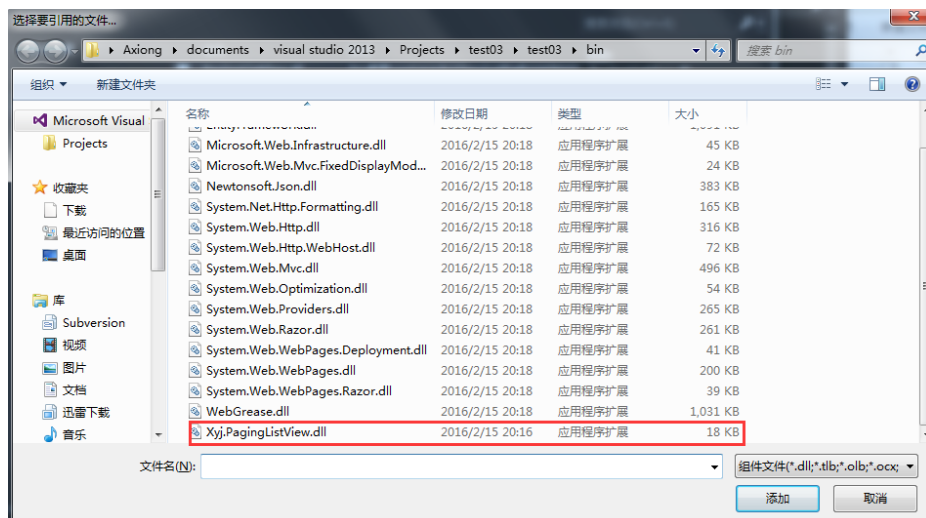 选择要引用的文件...
Axiong ▸ documents ▸ visual studio 2013 ▸ Projects ▸ test03 ▸ test03 ▸ bin
搜索 bin
组织 新建文件夹
Microsoft Visual
Projects
收藏夹
下载
最近访问的位置
桌面
库
Subversion
视频
图片
文档
迅雷下载
音乐
名称 修改日期 类型 大小
Microsoft.Web.Infrastructure.dll 2016/2/15 20:18 应用程序扩展 45 KB
Microsoft.Web.Mvc.FixedDisplayMod... 2016/2/15 20:18 应用程序扩展 24 KB
Newtonsoft.Json.dll 2016/2/15 20:18 应用程序扩展 383 KB
System.Net.Http.Formatting.dll 2016/2/15 20:18 应用程序扩展 165 KB
System.Web.Http.dll 2016/2/15 20:18 应用程序扩展 316 KB
System.Web.Http.WebHost.dll 2016/2/15 20:18 应用程序扩展 72 KB
System.Web.Mvc.dll 2016/2/15 20:18 应用程序扩展 496 KB
System.Web.Optimization.dll 2016/2/15 20:18 应用程序扩展 54 KB
System.Web.Providers.dll 2016/2/15 20:18 应用程序扩展 265 KB
System.Web.Razor.dll 2016/2/15 20:18 应用程序扩展 261 KB
System.Web.WebPages.Deployment.dll 2016/2/15 20:18 应用程序扩展 41 KB
System.Web.WebPages.dll 2016/2/15 20:18 应用程序扩展 200 KB
System.Web.WebPages.Razor.dll 2016/2/15 20:18 应用程序扩展 39 KB
WebGrease.dll 2016/2/15 20:18 应用程序扩展 1,031 KB
Xyj.PagingListView.dll 2016/2/15 20:16 应用程序扩展 18 KB
文件名(N):
组件文件(*.dll;*.tlb;*.olb;*.ocx;
添加 取消